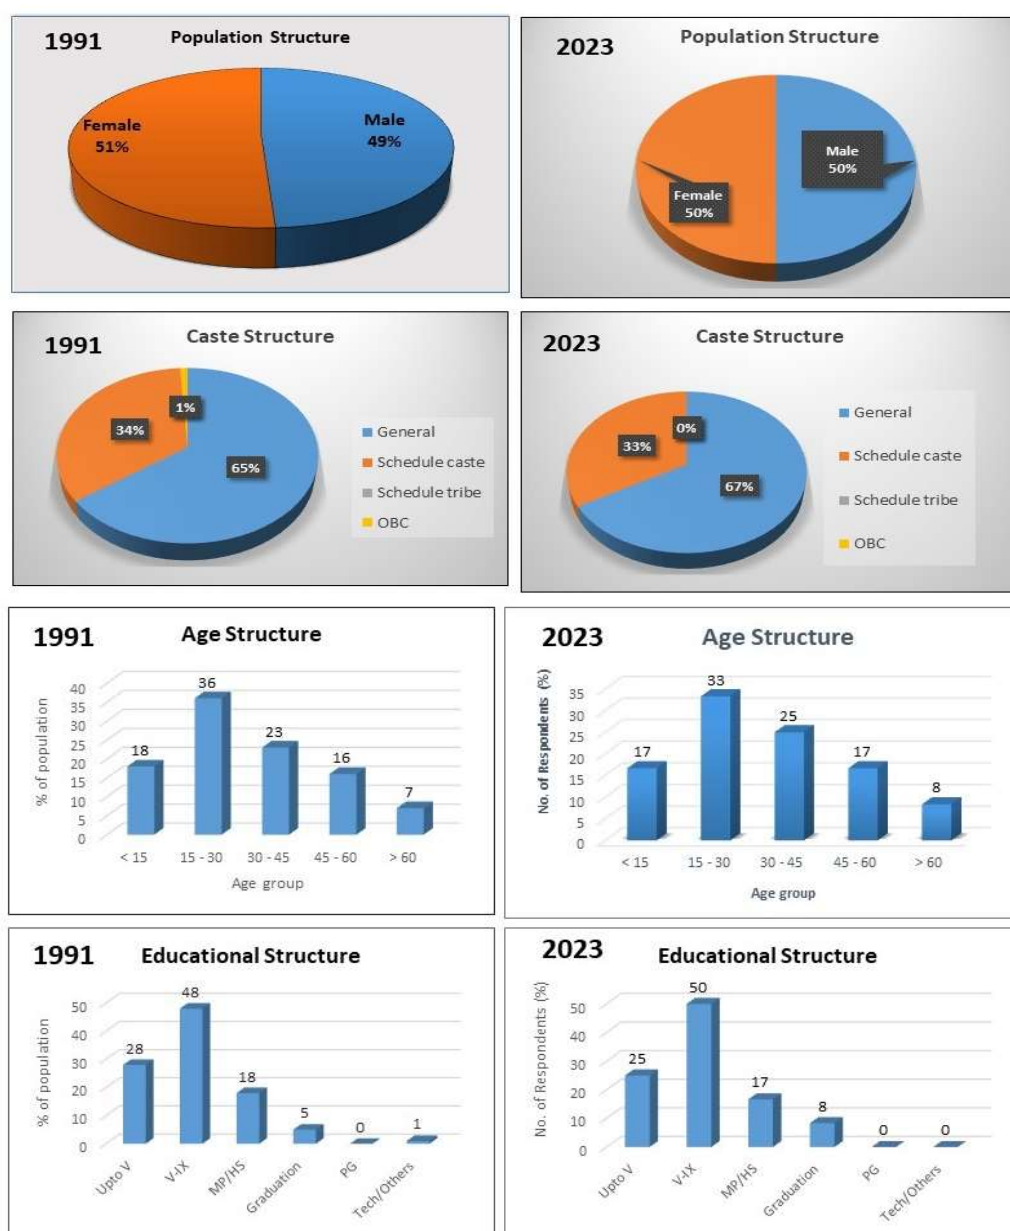 1991
Population Structure
Female
51%
Male
49%
2023
Population Structure
Male
50%
Female
50%
1991
Caste Structure
1%
34%
65%
General
Schedule caste
Schedule tribe
OBC
2023
Caste Structure
0%
33%
67%
General
Schedule caste
Schedule tribe
OBC
1991
Age Structure
% of population
40
35
30
25
20
15
10
5
0
18
36
23
16
7
< 15
15 - 30
30 - 45
45 - 60
> 60
Age group
2023
Age Structure
No. of Respondents (%)
35
30
25
20
15
10
5
0
17
33
25
17
8
< 15
15 - 30
30 - 45
45 - 60
> 60
Age group
1991
Educational Structure
% of population
50
40
30
20
10
0
28
48
18
5
0
1
Upto V
V-IX
MP/HS
Graduation
PG
Tech/Others
2023
Educational Structure
No. of Respondents (%)
50
40
30
20
10
0
25
50
17
8
0
0
Upto V
V-IX
MP/HS
Graduation
PG
Tech/Others